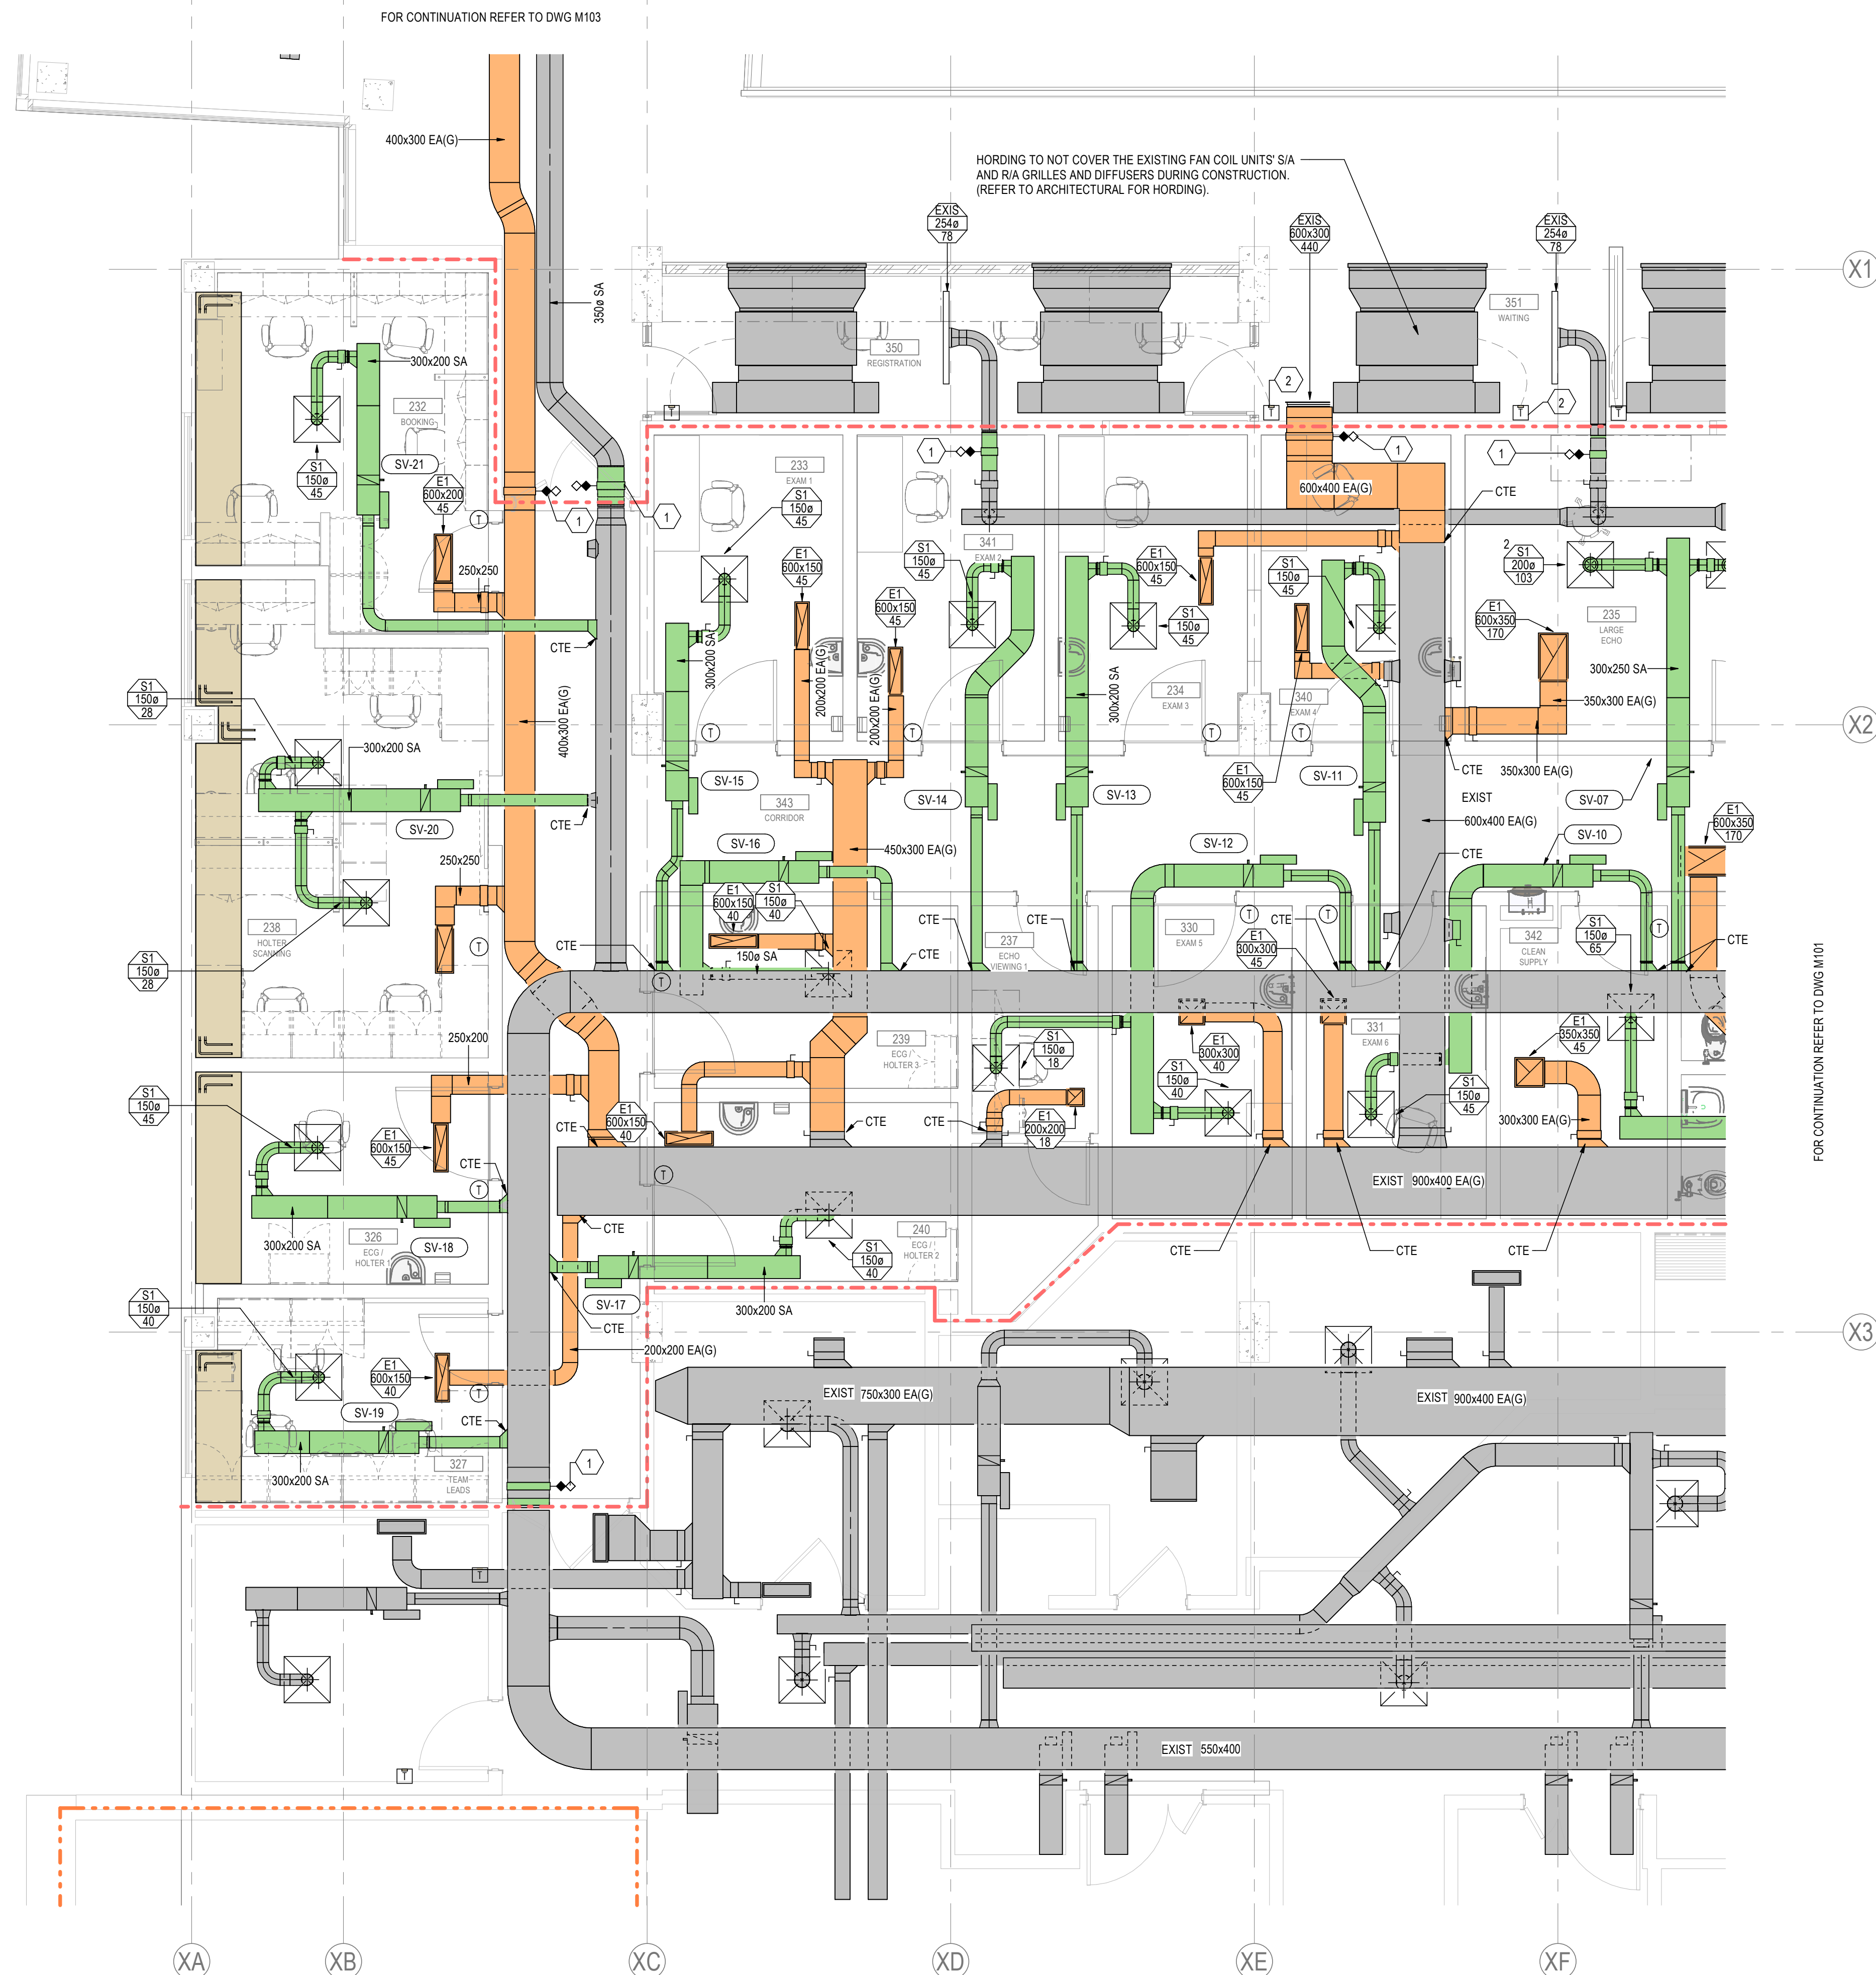 FOR CONTINUATION REFER TO DWG M103
400x300 EA(G)
HORDING TO NOT COVER THE EXISTING FAN COIL UNITS' S/A
AND R/A GRILLES AND DIFFUSERS DURING CONSTRUCTION.
(REFER TO ARCHITECTURAL FOR HORDING).
EXIS
254ø
78
EXIS
600x300
440
EXIS
254ø
78
X1
350ø SA
351
WAITING
350
REGISTRATION
300x200 SA
2
T
T
2
T
T
232
BOOKING
SV-21
S1
150ø
45
E1
600x200
45
T
1
1
233
EXAM 1
S1
150ø
45
1
1
1
600x400 EA(G)
CTE
250x250
E1
600x150
45
341
EXAM 2
S1
150ø
45
E1
600x150
45
S1
150ø
45
2
S1
200ø
103
E1
600x150
45
S1
150ø
45
E1
600x350
170
235
LARGE
ECHO
CTE
300x200 SA
200x200 EA(G)
200x200 EA(G)
300x200 SA
234
EXAM 3
340
EXAM 4
300x250 SA
350x300 EA(G)
S1
150ø
28
400x300 EA(G)
T
T
T
T
X2
300x200 SA
SV-15
SV-14
SV-13
E1
600x150
45
SV-11
CTE
350x300 EA(G)
SV-07
343
CORRIDOR
EXIST
600x400 EA(G)
SV-20
CTE
SV-16
450x300 EA(G)
SV-12
CTE
SV-10
E1
600x350
170
250x250
E1
600x150
40
S1
150ø
40
238
HOLTER
SCANNING
T
CTE
150ø SA
CTE
237
ECHO
VIEWING 1
CTE
330
EXAM 5
T
CTE
T
E1
300x300
45
342
CLEAN
SUPPLY
S1
150ø
65
T
CTE
S1
150ø
28
T
250x200
239
ECG /
HOLTER 3
S1
150ø
18
E1
300x300
40
331
EXAM 6
E1
350x350
45
S1
150ø
45
S1
150ø
40
S1
150ø
45
E1
600x150
45
CTE
E1
600x150
40
CTE
CTE
E1
200x200
18
300x300 EA(G)
FOR CONTINUATION REFER TO DWG M101
CTE
T
T
EXIST 900x400 EA(G)
326
ECG /
HOLTER 1
300x200 SA
SV-18
CTE
240
ECG /
HOLTER 2
S1
150ø
40
CTE
CTE
CTE
S1
150ø
40
SV-17
300x200 SA
CTE
X3
200x200 EA(G)
E1
600x150
40
T
EXIST 750x300 EA(G)
EXIST 900x400 EA(G)
SV-19
CTE
327
TEAM
LEADS
1
300x200 SA
T
EXIST 550x400
T
XA
XB
XC
XD
XE
XF